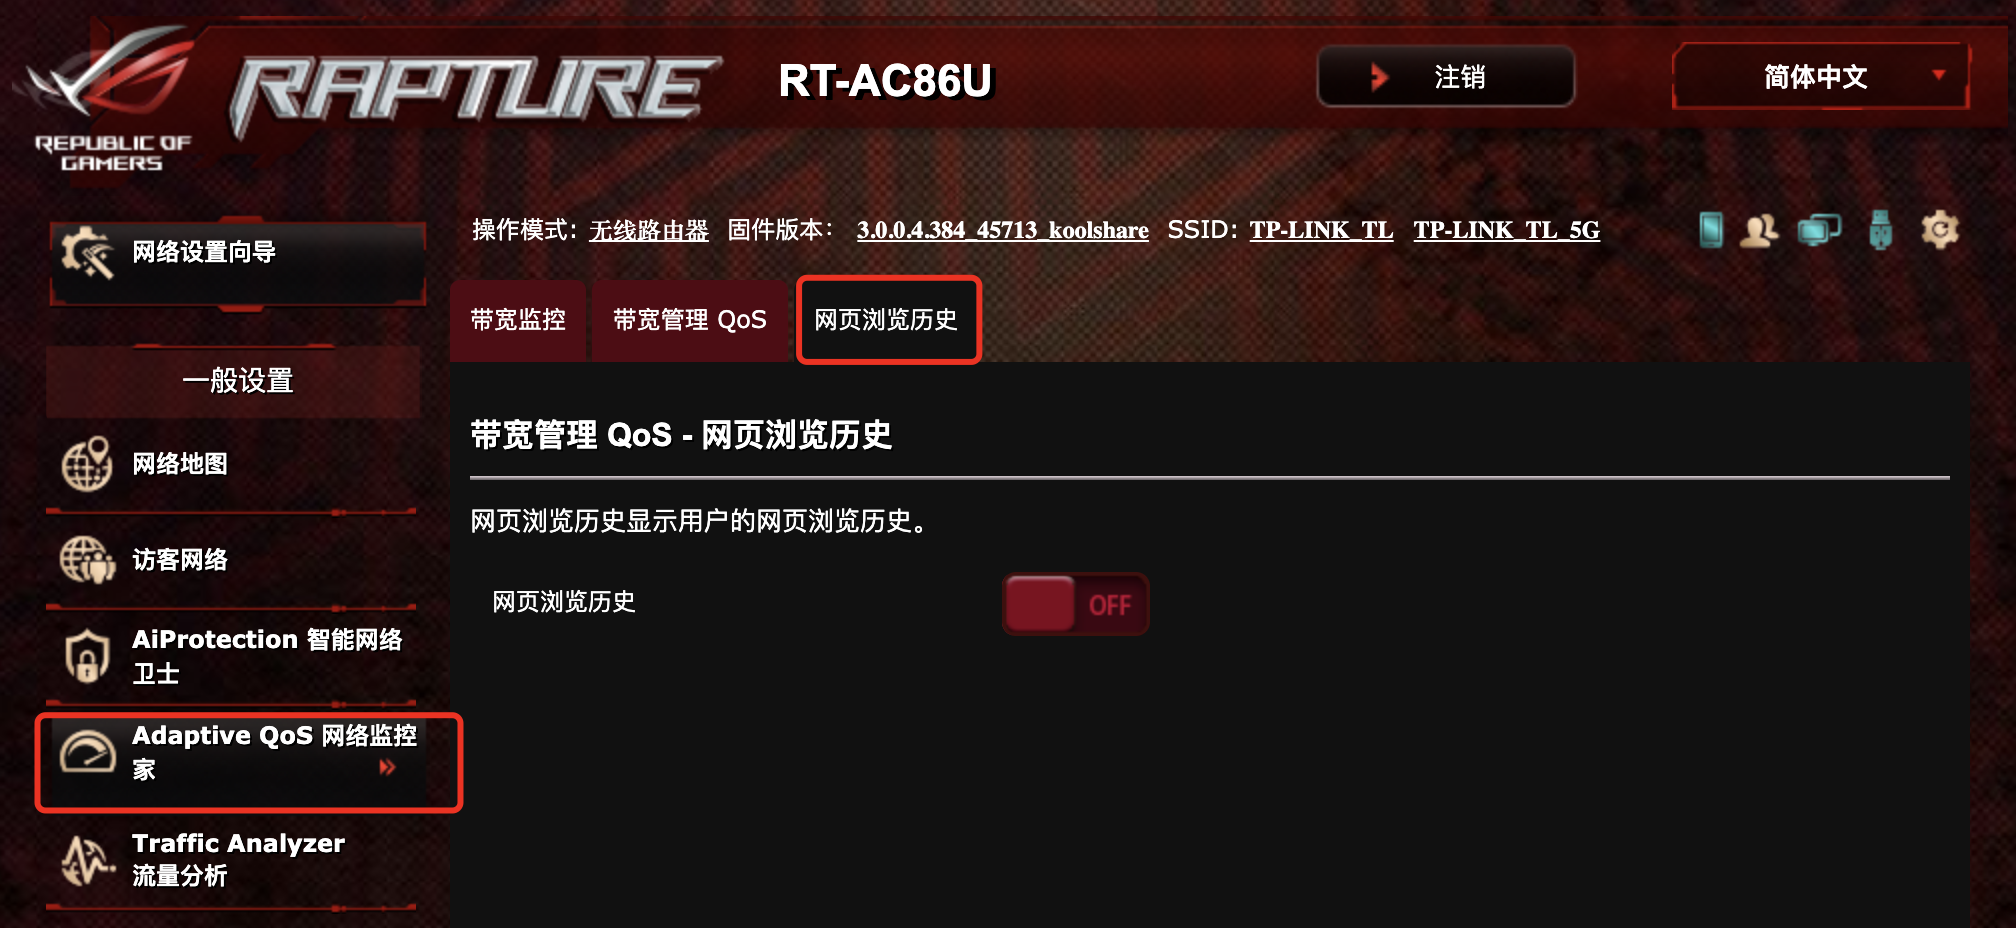 REPUBLIC OF
GAMERS
RAPTURE
RT-AC86U
注销
简体中文
操作模式: 无线路由器 固件版本: 3.0.0.4.384_45713_koolshare SSID: TP-LINK_TL TP-LINK_TL_5G
网络设置向导
一般设置
网络地图
访客网络
AiProtection 智能网络
卫士
Adaptive QoS 网络监控
家
Traffic Analyzer
流量分析
带宽监控
带宽管理 QoS
网页浏览历史
带宽管理 QoS - 网页浏览历史
网页浏览历史显示用户的网页浏览历史。
网页浏览历史
OFF